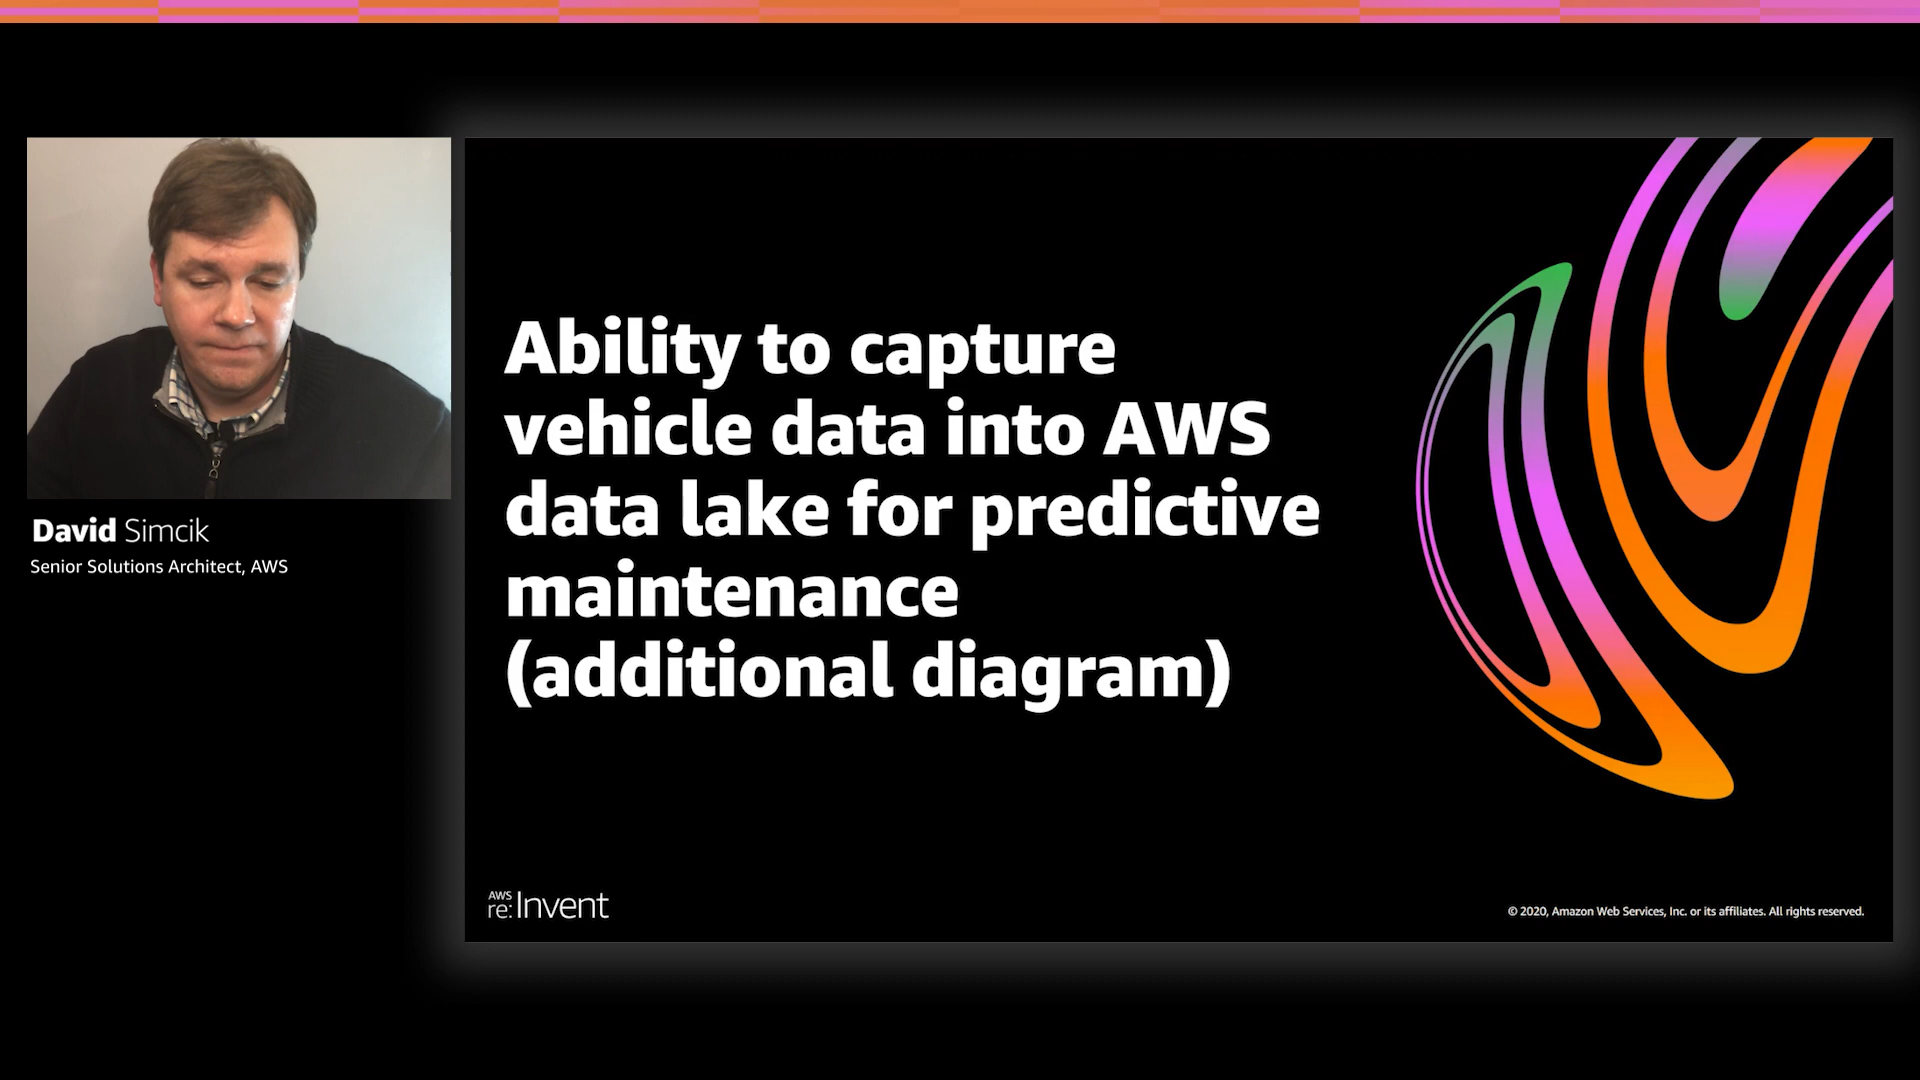 David Simcik
Senior Solutions Architect, AWS
Ability to capture
vehicle data into AWS
data lake for predictive
maintenance
(additional diagram)
AWS
re:Invent
© 2020, Amazon Web Services, Inc. or its affiliates. All rights reserved.